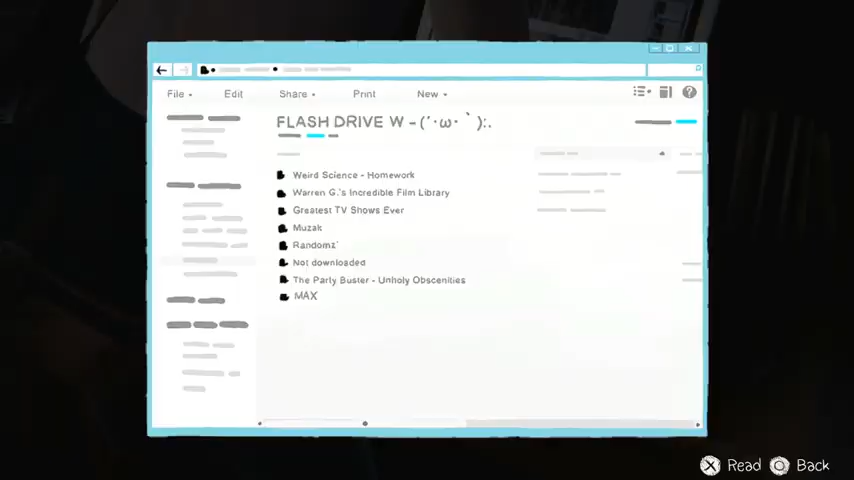 File Edit Share Print New
FLASH DRIVE W - (´･ω･`):.
Weird Science - Homework
Warren G.'s Incredible Film Library
Greatest TV Shows Ever
Muzak
Randomz'
Not downloaded
The Party Buster - Unholy Obscenities
MAX
X Read O Back